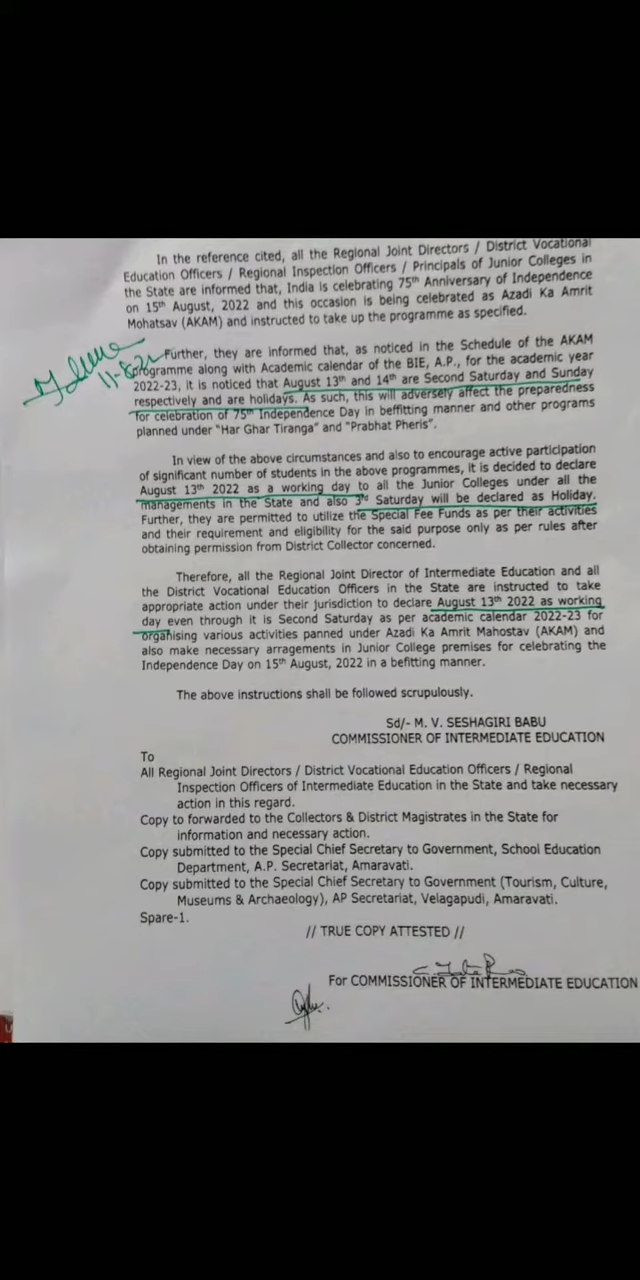 In the reference cited, all the Regional Joint Directors / District Vocational
Education Officers / Regional Inspection Officers / Principals of Junior Colleges in
the State are informed that, India is celebrating 75th Anniversary of Independence
on 15th August, 2022 and this occasion is being celebrated as Azadi Ka Amrit
Mohatsav (AKAM) and instructed to take up the programme as specified.
11-8-22
Further, they are informed that, as noticed in the Schedule of the AKAM
programme along with Academic calendar of the BIE, A.P., for the academic year
2022-23, it is noticed that August 13th and 14th are Second Saturday and Sunday
respectively and are holidays. As such, this will adversely affect the preparedness
for celebration of 75th Independence Day in befitting manner and other programs
planned under "Har Ghar Tiranga" and "Prabhat Pheris".
In view of the above circumstances and also to encourage active participation
of significant number of students in the above programmes, it is decided to declare
August 13th 2022 as a working day to all the Junior Colleges under all the
managements in the State and also 3rd Saturday will be declared as Holiday.
Further, they are permitted to utilize the Special Fee Funds as per their activities
and their requirement and eligibility for the said purpose only as per rules after
obtaining permission from District Collector concerned.
Therefore, all the Regional Joint Director of Intermediate Education and all
the District Vocational Education Officers in the State are instructed to take
appropriate action under their jurisdiction to declare August 13th 2022 as working
day even through it is Second Saturday as per academic calendar 2022-23 for
organising various activities panned under Azadi Ka Amrit Mahostav (AKAM) and
also make necessary arragements in Junior College premises for celebrating the
Independence Day on 15th August, 2022 in a befitting manner.
The above instructions shall be followed scrupulously.
Sd/- M. V. SESHAGIRI BABU
COMMISSIONER OF INTERMEDIATE EDUCATION
To
All Regional Joint Directors / District Vocational Education Officers / Regional
Inspection Officers of Intermediate Education in the State and take necessary
action in this regard.
Copy to forwarded to the Collectors & District Magistrates in the State for
information and necessary action.
Copy submitted to the Special Chief Secretary to Government, School Education
Department, A.P. Secretariat, Amaravati.
Copy submitted to the Special Chief Secretary to Government (Tourism, Culture,
Museums & Archaeology), AP Secretariat, Velagapudi, Amaravati.
Spare-1.
// TRUE COPY ATTESTED //
For COMMISSIONER OF INTERMEDIATE EDUCATION